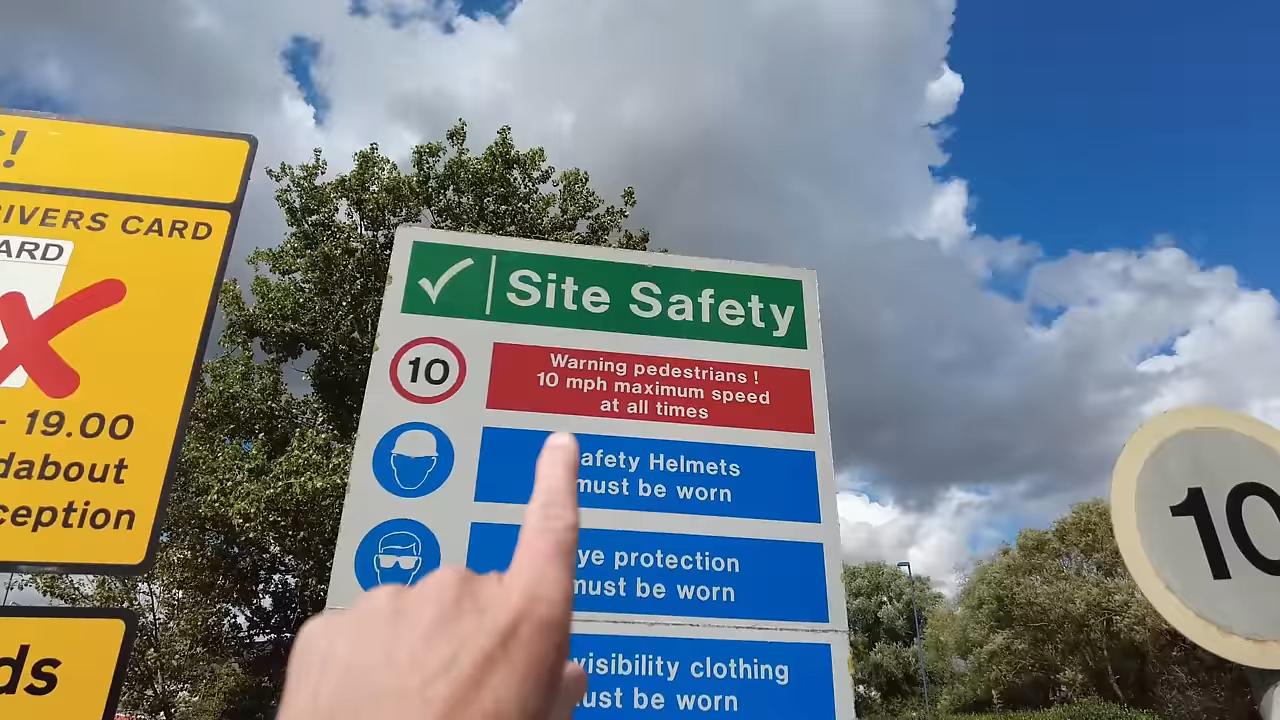 !
RIVERS CARD
ARD
- 19.00
dabout
ception
ds
Site Safety
10
Warning pedestrians !
10 mph maximum speed
at all times
afety Helmets
must be worn
ye protection
must be worn
visibility clothing
ust be worn
10